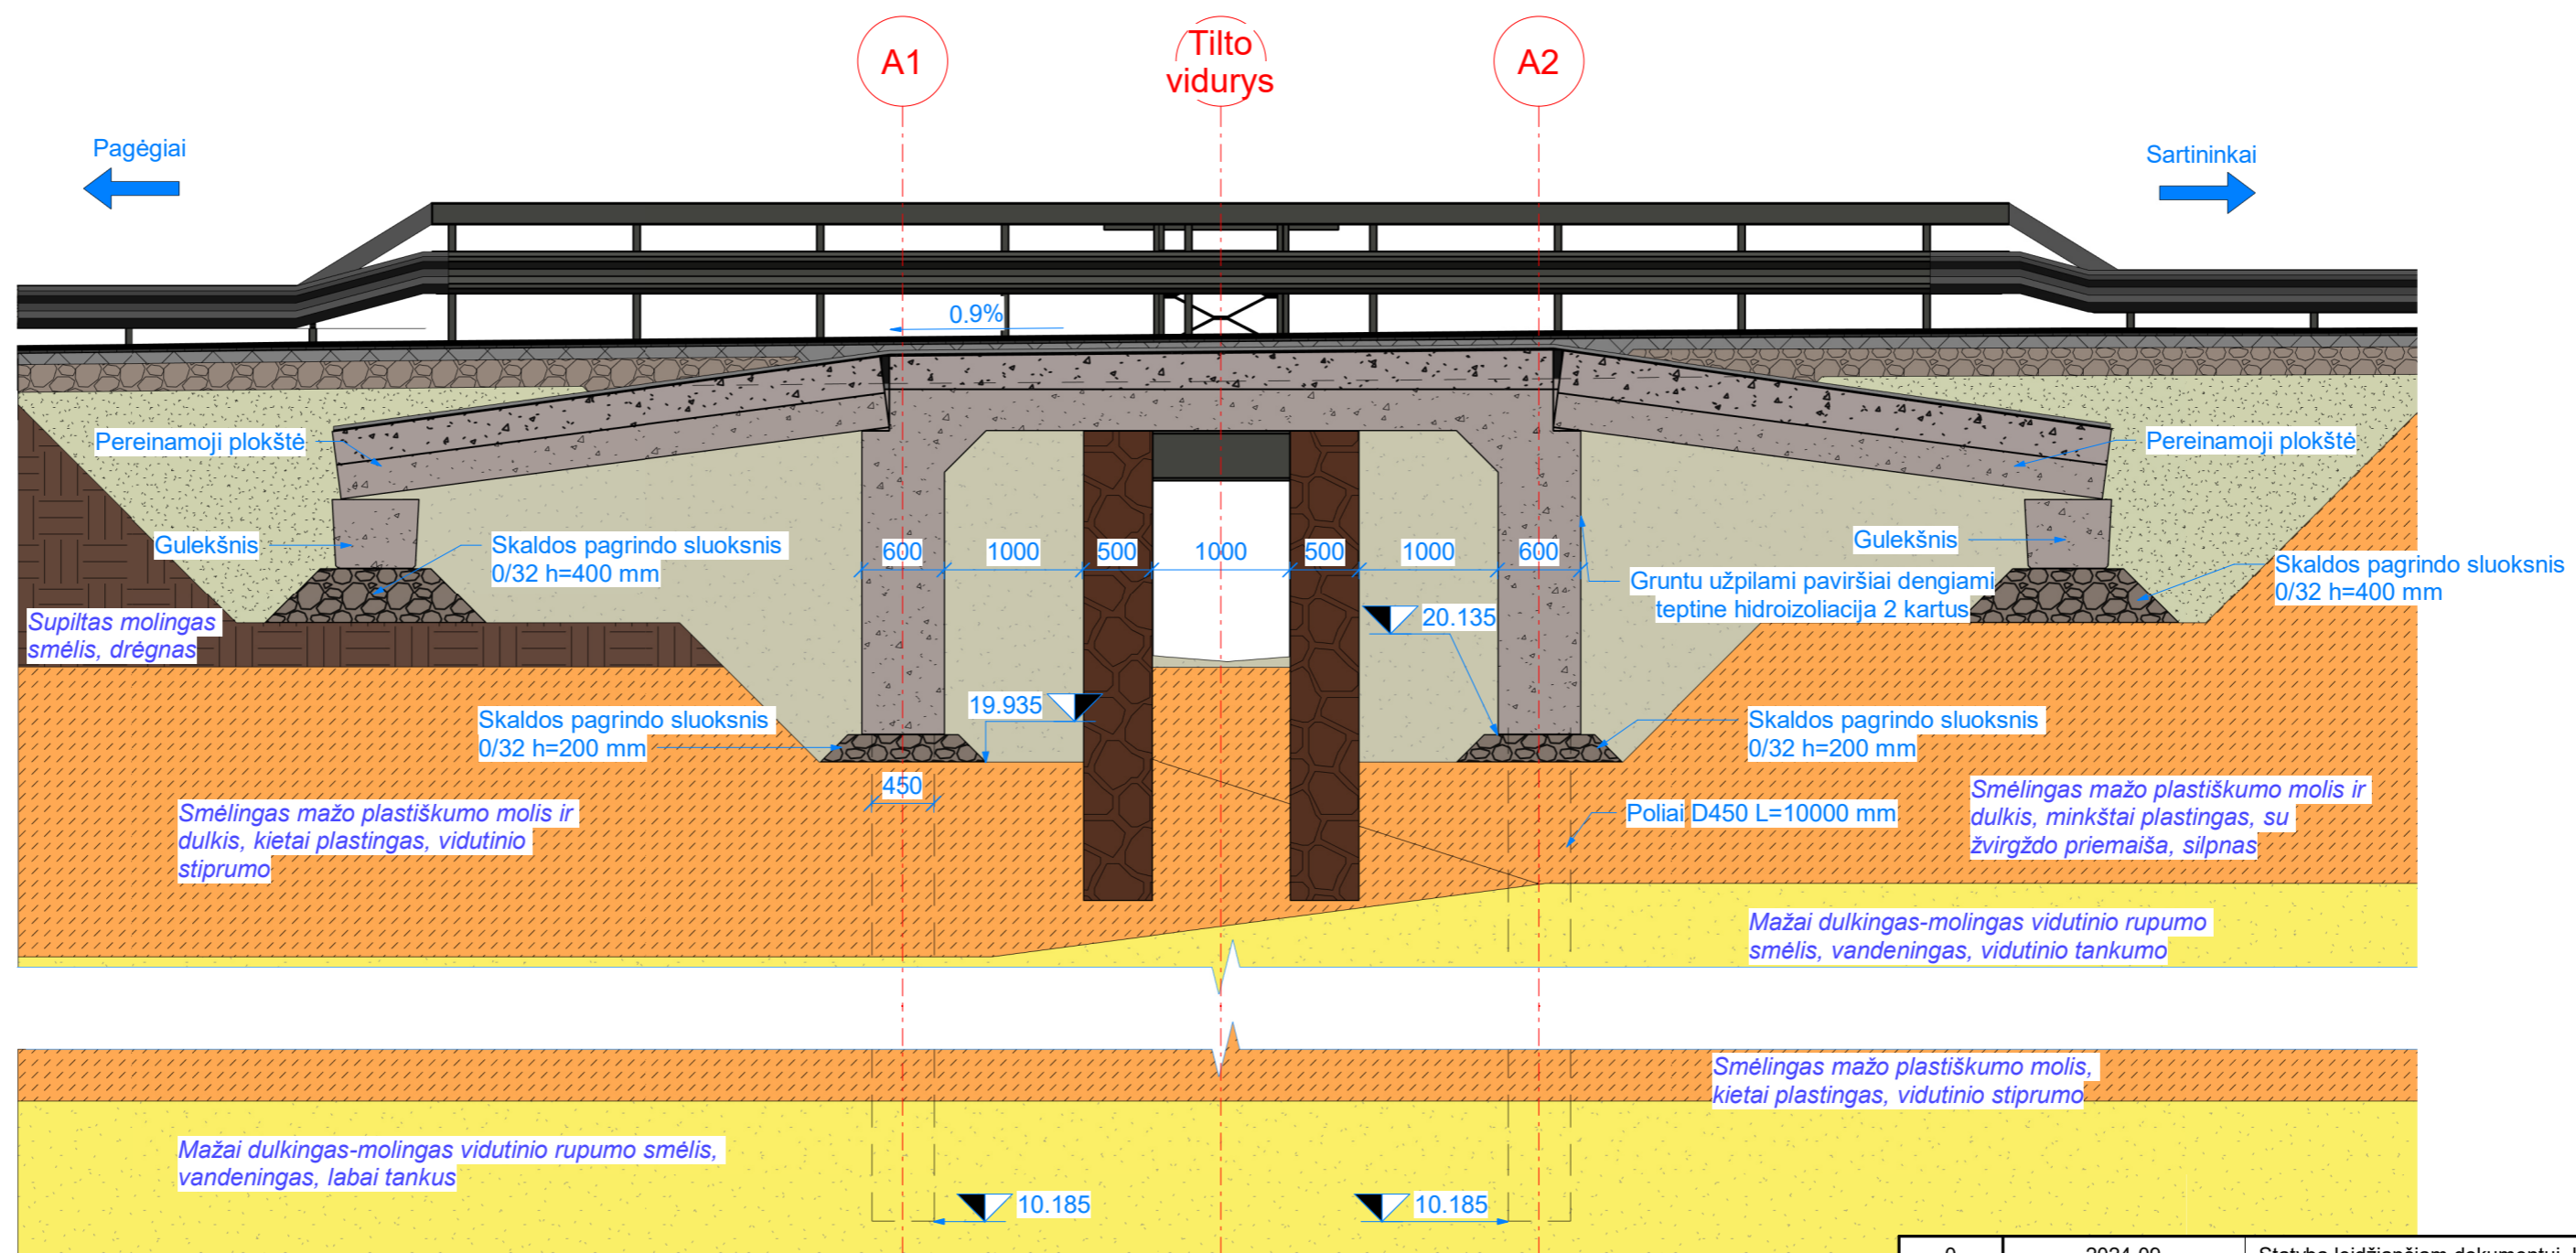 A1
Tilto
vidurys
A2
Pagėgiai
Sartininkai
0.9%
Pereinamoji plokštė
Pereinamoji plokštė
Gulekšnis
Skaldos pagrindo sluoksnis
0/32 h=400 mm
600
1000
500
1000
500
1000
600
Gulekšnis
Skaldos pagrindo sluoksnis
0/32 h=400 mm
Gruntu užpilami paviršiai dengiami
teptine hidroizoliacija 2 kartus
Supiltas molingas
smėlis, drėgnas
20.135
19.935
Skaldos pagrindo sluoksnis
0/32 h=200 mm
Skaldos pagrindo sluoksnis
0/32 h=200 mm
450
Smėlingas mažo plastiškumo molis ir
dulkis, kietai plastingas, vidutinio
stiprumo
Poliai D450 L=10000 mm
Smėlingas mažo plastiškumo molis ir
dulkis, minkštai plastingas, su
žvirgždo priemaiša, silpnas
Mažai dulkingas-molingas vidutinio rupumo
smėlis, vandeningas, vidutinio tankumo
Smėlingas mažo plastiškumo molis,
kietai plastingas, vidutinio stiprumo
Mažai dulkingas-molingas vidutinio rupumo smėlis,
vandeningas, labai tankus
10.185
10.185
0
2024-09
Statybą leidžiančiam dokumentui